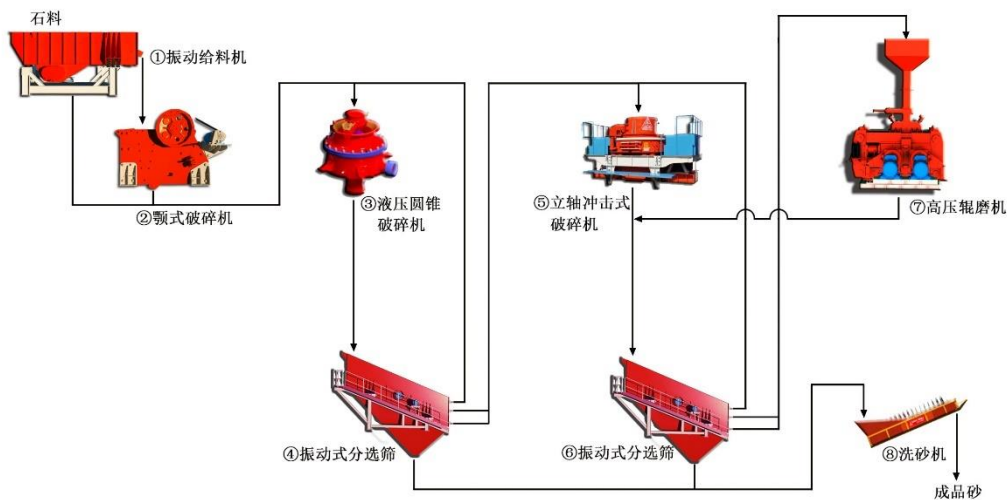 石料
①振动给料机
②颚式破碎机
③液压圆锥
破碎机
④振动式分选筛
⑤立轴冲击式
破碎机
⑥振动式分选筛
⑦高压辊磨机
⑧洗砂机
成品砂